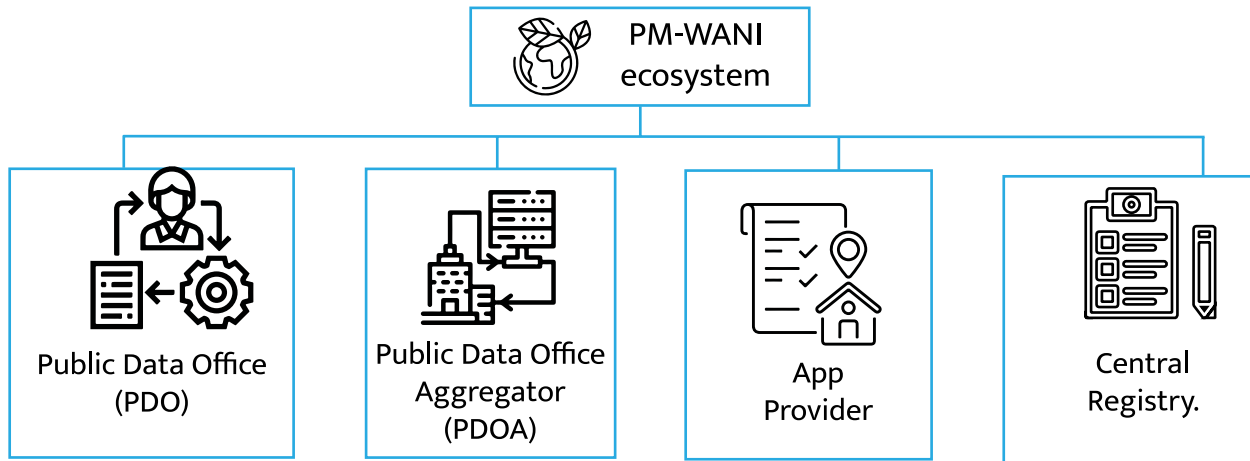 PM-WANI
ecosystem
Public Data Office
(PDO)
Public Data Office
Aggregator
(PDOA)
App
Provider
Central
Registry.